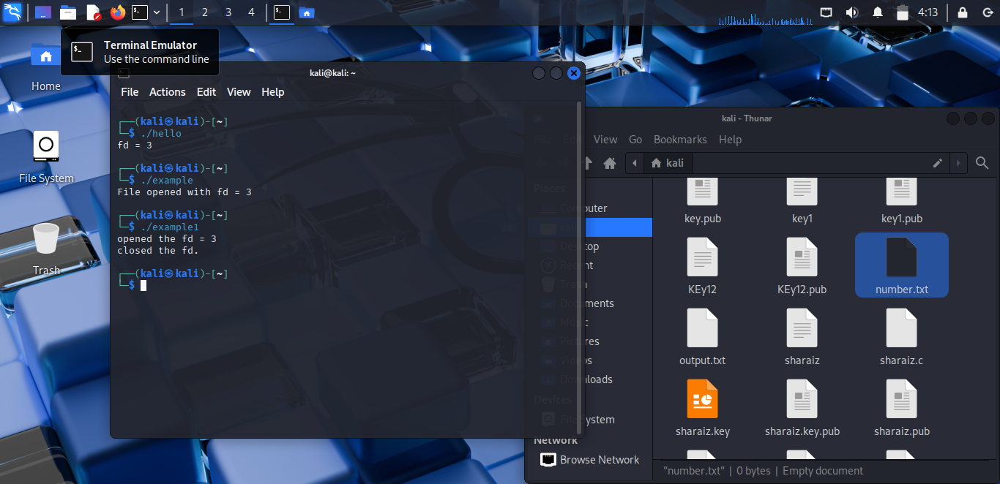 1 2 3 4
4:13
Terminal Emulator
Use the command line
Home
File System
Trash
kali@kali: ~
File Actions Edit View Help
┌──(kali㉿kali)-[~]
└─$ ./hello
fd = 3
┌──(kali㉿kali)-[~]
└─$ ./example
File opened with fd = 3
┌──(kali㉿kali)-[~]
└─$ ./example1
opened the fd = 3
closed the fd.
┌──(kali㉿kali)-[~]
└─$
kali - Thunar
View Go Bookmarks Help
kali
Places
Computer
Desktop
Recent
Trash
Documents
Music
Pictures
Videos
Downloads
Devices
File System
Network
Browse Network
key.pub key1 key1.pub
KEy12 KEy12.pub number.txt
output.txt sharaiz sharaiz.c
sharaiz.key sharaiz.key.pub sharaiz.pub
"number.txt" | 0 bytes | Empty document